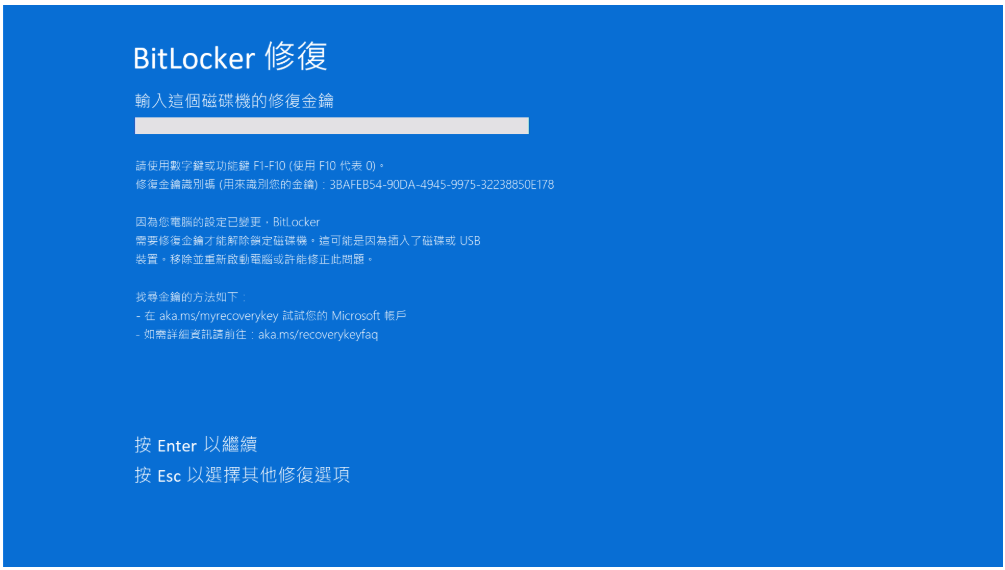 BitLocker 修復
輸入這個磁碟機的修復金鑰
請使用數字鍵或功能鍵 F1-F10 (使用 F10 代表 0)。
修復金鑰識別碼 (用來識別您的金鑰)：3BAFEB54-90DA-4945-9975-32238850E178
因為您電腦的設定已變更，BitLocker
需要修復金鑰才能解除鎖定磁碟機。這可能是因為插入了磁碟或 USB
裝置。移除並重新啟動電腦或許能修正此問題。
找尋金鑰的方法如下：
- 在 aka.ms/myrecoverykey 試試您的 Microsoft 帳戶
- 如需詳細資訊請前往：aka.ms/recoverykeyfaq
按 Enter 以繼續
按 Esc 以選擇其他修復選項